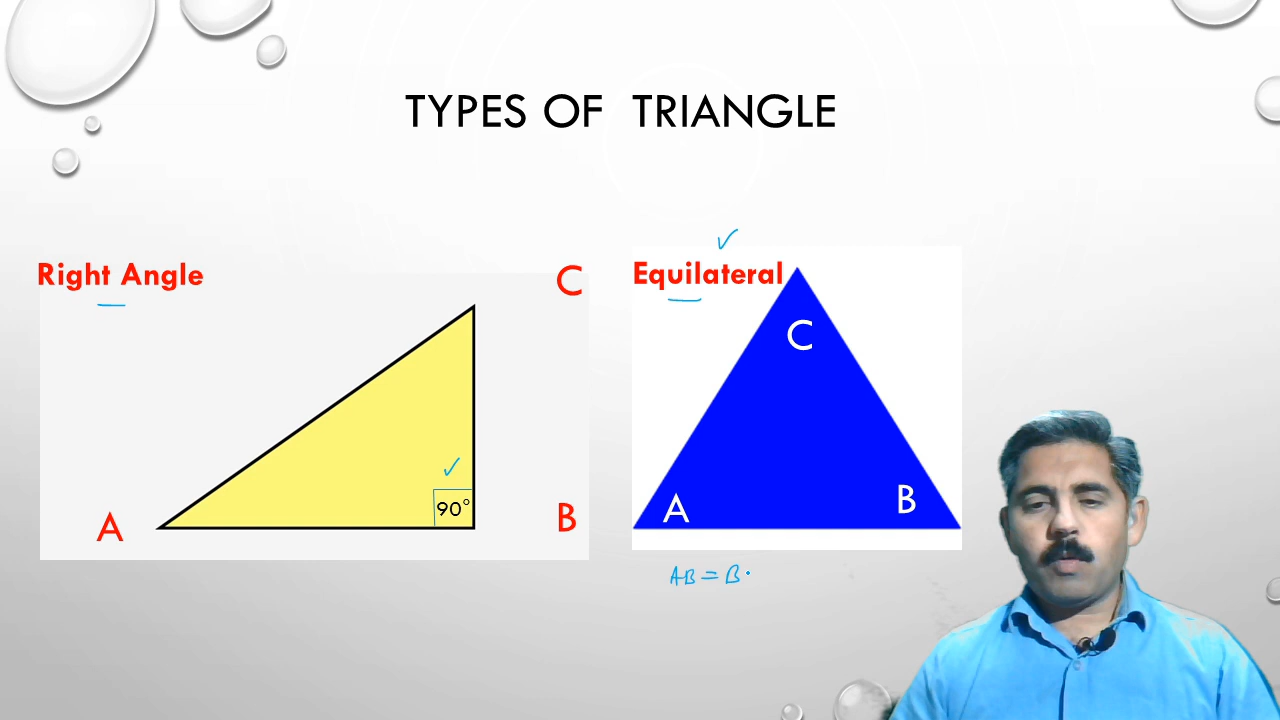 TYPES OF TRIANGLE
Right Angle
C
A
B
90°
Equilateral
C
A
B
AB = B